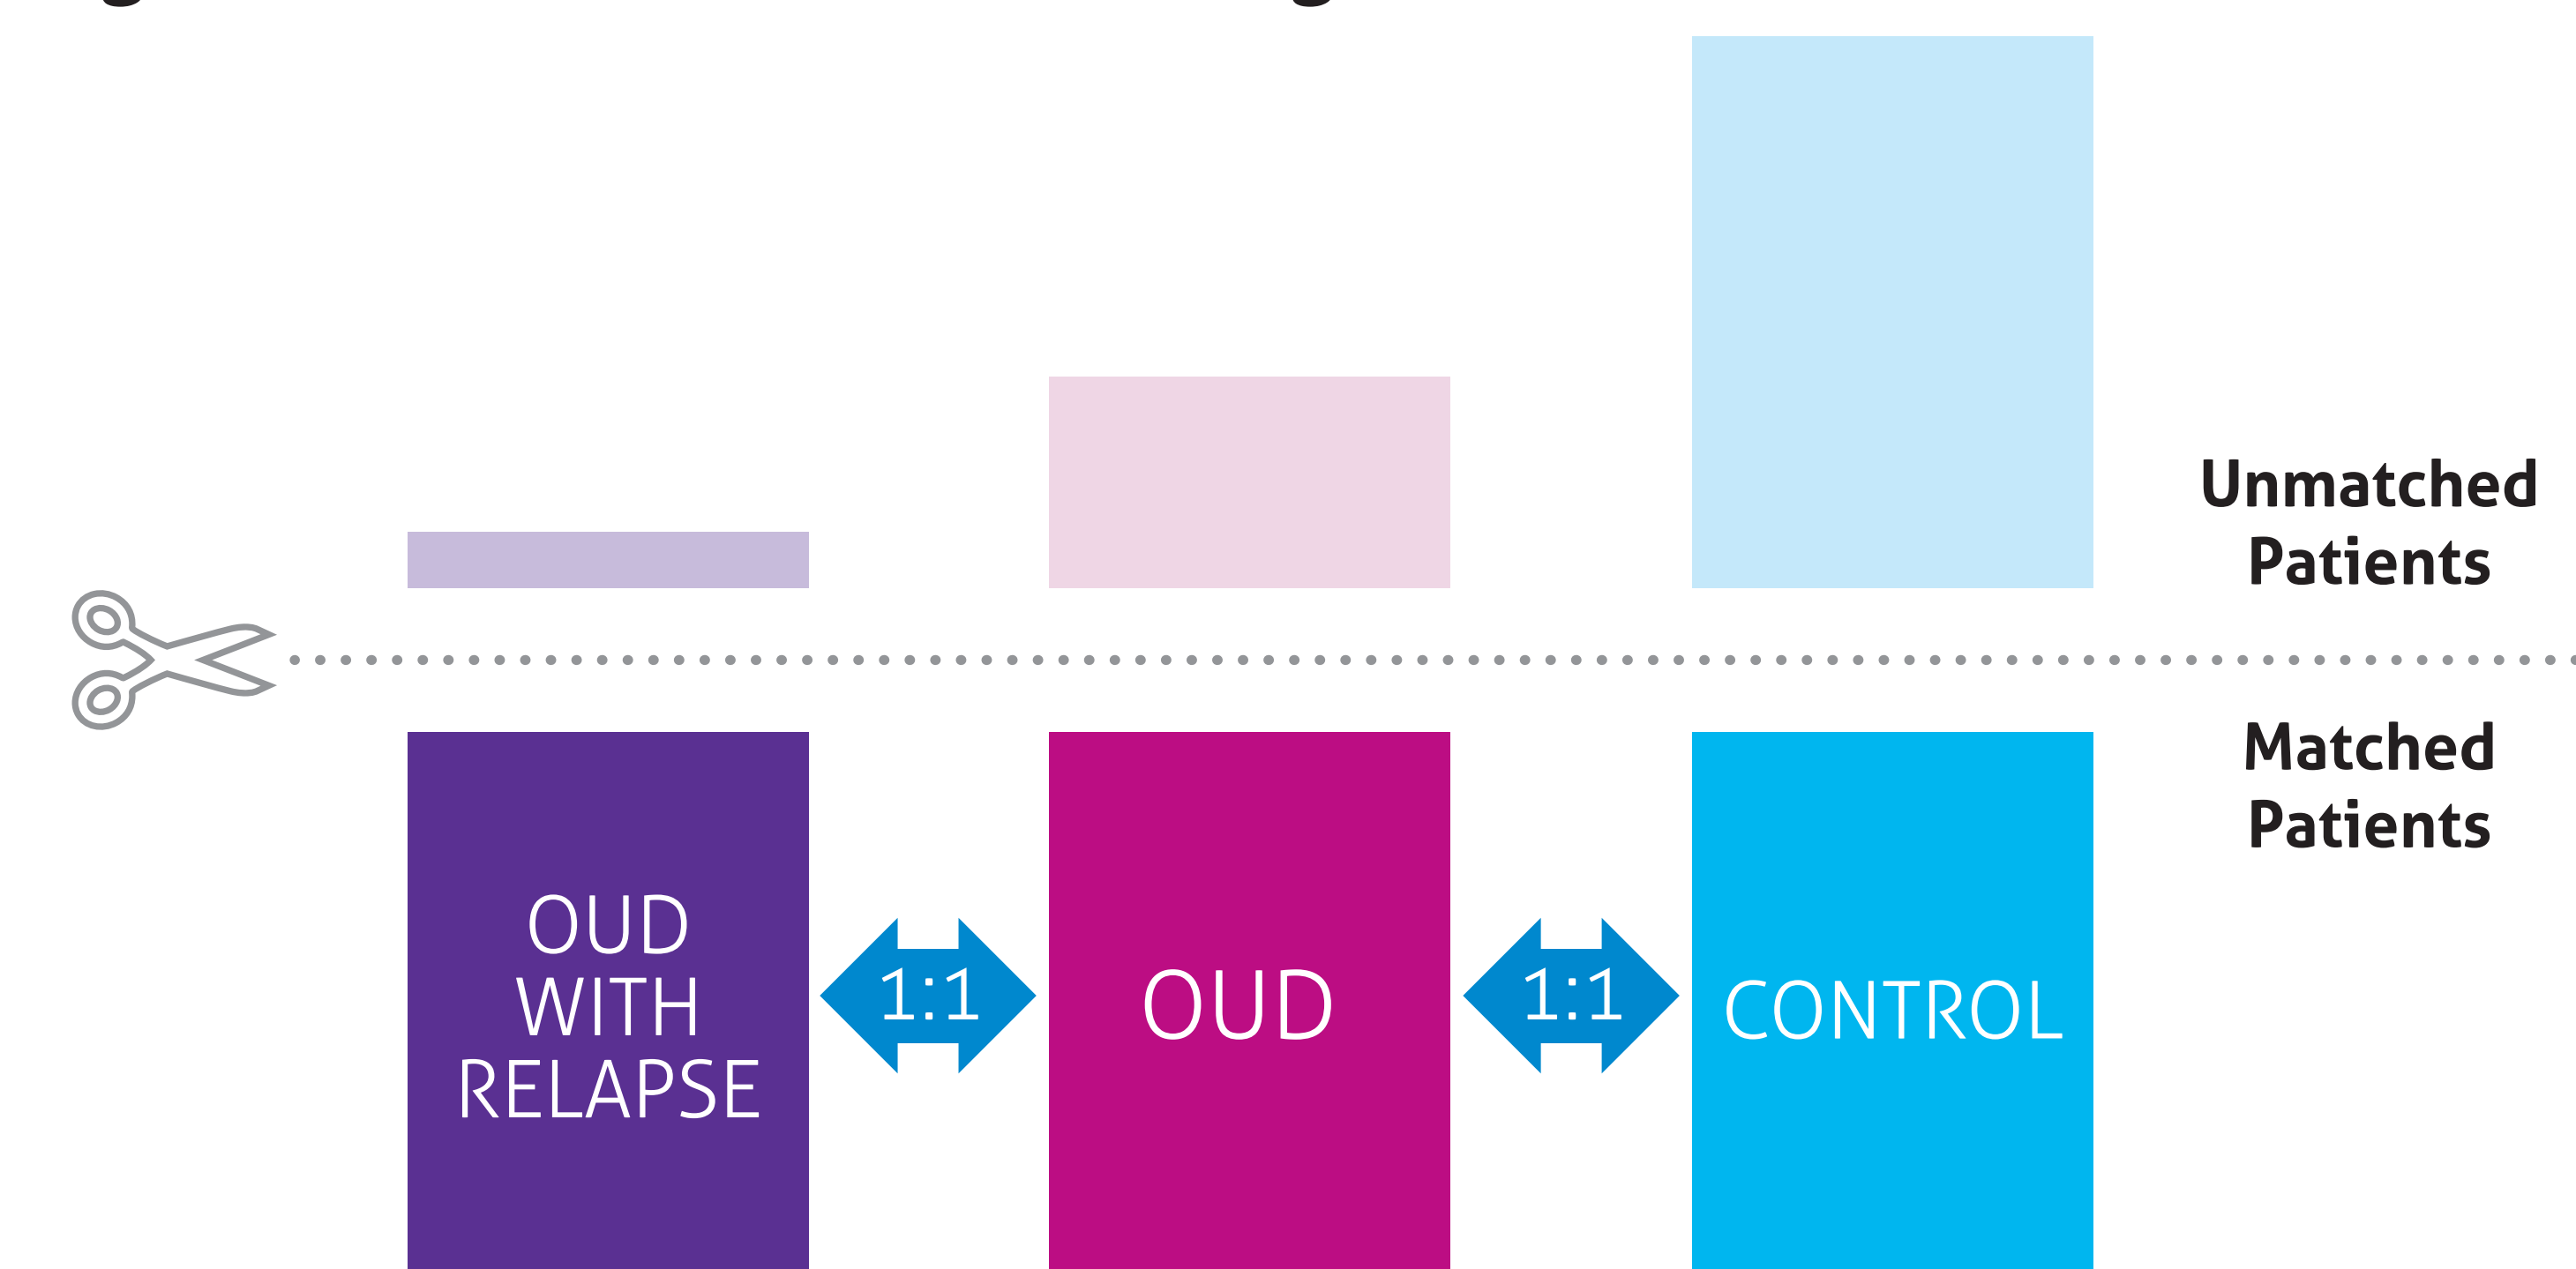 Unmatched
Patients
Matched
Patients
OUD
WITH
RELAPSE
1:1
OUD
1:1
CONTROL